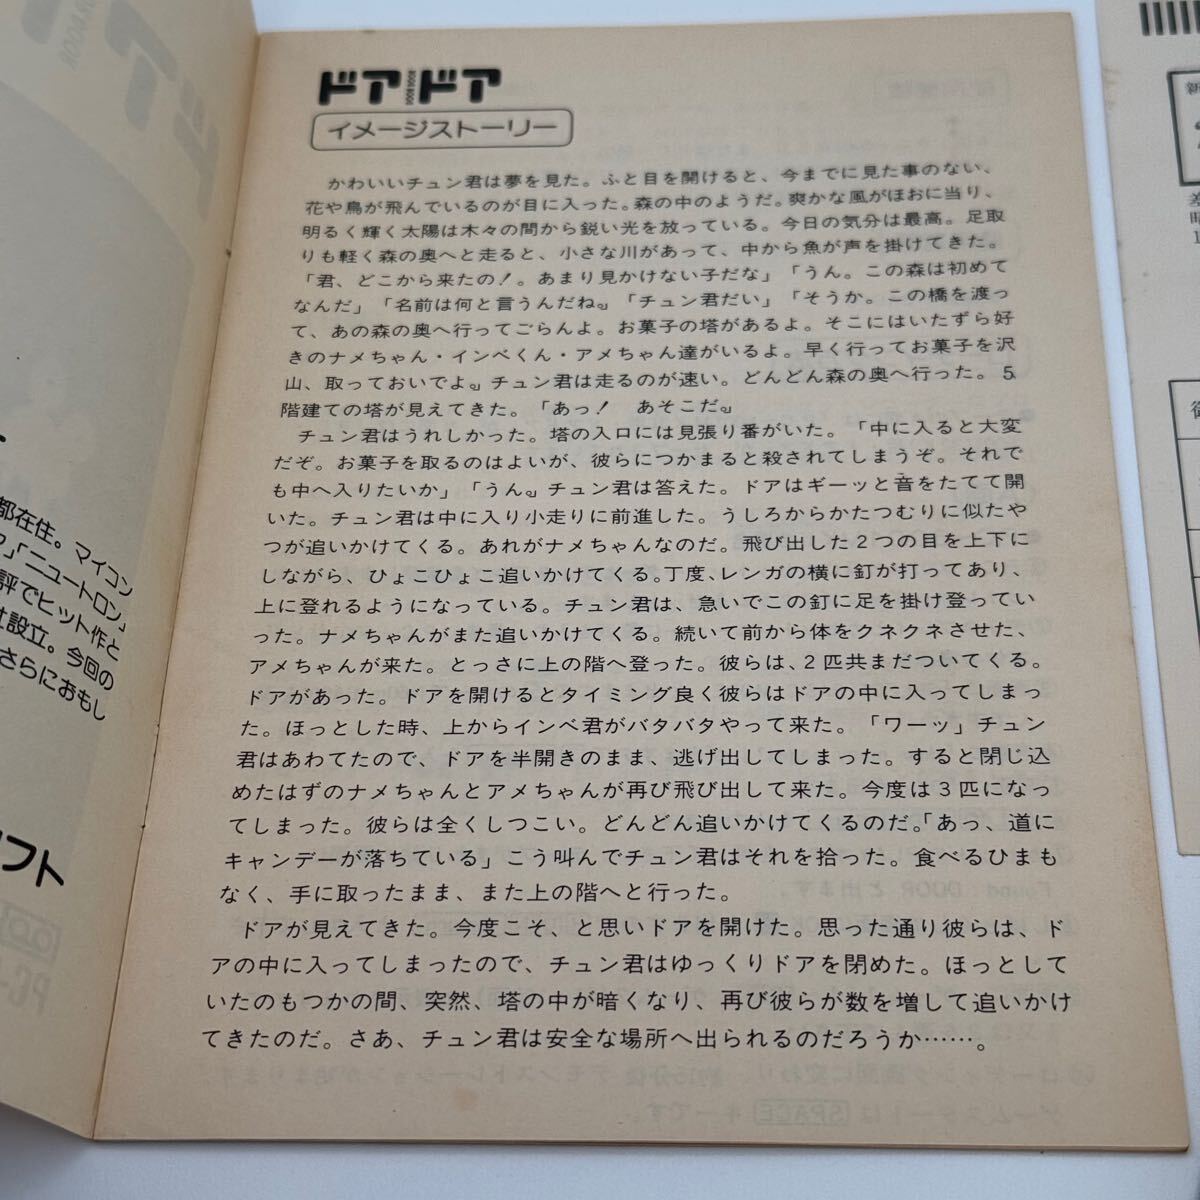 ドア DOOR DOOR ドア
イメージストーリー
かわいいチュン君は夢を見た。ふと目を開けると、今までに見た事のない、
花や鳥が飛んでいるのが目に入った。森の中のようだ。爽かな風がほおに当り、
明るく輝く太陽は木々の間から鋭い光を放っている。今日の気分は最高。足取
りも軽く森の奥へと走ると、小さな川があって、中から魚が声を掛けてきた。
「君、どこから来たの!。あまり見かけない子だな」「うん。この森は初めて
なんだ」「名前は何と言うんだね。」「チュン君だい」「そうか。この橋を渡っ
て、あの森の奥へ行ってごらんよ。お菓子の塔があるよ。そこにはいたずら好
きのナメちゃん・インベくん・アメちゃん達がいるよ。早く行ってお菓子を沢
山、取っておいでよ。」チュン君は走るのが速い。どんどん森の奥へ行った。5
階建ての塔が見えてきた。「あっ! あそこだ。」
チュン君はうれしかった。塔の入口には見張り番がいた。「中に入ると大変
だぞ。お菓子を取るのはよいが、彼らにつかまると殺されてしまうぞ。それで
も中へ入りたいか」「うん。」チュン君は答えた。ドアはギーッと音をたてて開
いた。チュン君は中に入り小走りに前進した。うしろからかたつむりに似たや
つが追いかけてくる。あれがナメちゃんなのだ。飛び出した2つの目を上下に
しながら、ひょこひょこ追いかけてくる。丁度、レンガの横に釘が打ってあり、
上に登れるようになっている。チュン君は、急いでこの釘に足を掛け登ってい
った。ナメちゃんがまた追いかけてくる。続いて前から体をクネクネさせた、
アメちゃんが来た。とっさに上の階へ登った。彼らは、2匹共まだついてくる。
ドアがあった。ドアを開けるとタイミング良く彼らはドアの中に入ってしまっ
た。ほっとした時、上からインベ君がバタバタやって来た。「ワーッ」チュン
君はあわてたので、ドアを半開きのまま、逃げ出してしまった。すると閉じ込
めたはずのナメちゃんとアメちゃんが再び飛び出して来た。今度は3匹になっ
てしまった。彼らは全くしつこい。どんどん追いかけてくるのだ。「あっ、道に
キャンデーが落ちている」こう叫んでチュン君はそれを拾った。食べるひまも
なく、手に取ったまま、また上の階へと行った。
ドアが見えてきた。今度こそ、と思いドアを開けた。思った通り彼らは、ド
アの中に入ってしまったので、チュン君はゆっくりドアを閉めた。ほっとして
いたのもつかの間、突然、塔の中が暗くなり、再び彼らが数を増して追いかけ
てきたのだ。さあ、チュン君は安全な場所へ出られるのだろうか……。
都在住。マイコン
」「ニュートロン」
評でヒット作と
設立。今回の
さらにおもし
フト